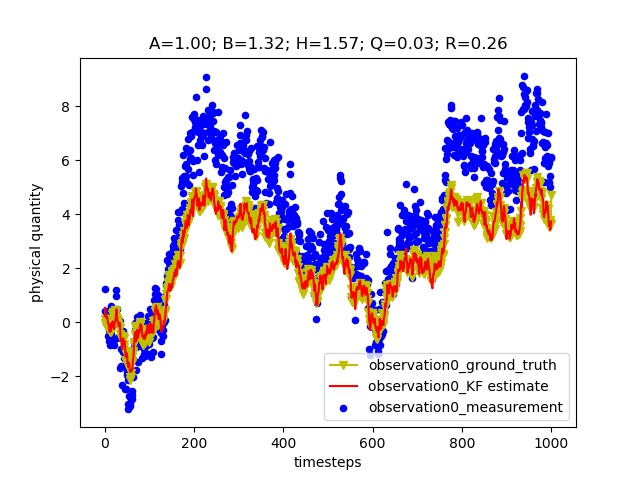 A=1.00; B=1.32; H=1.57; Q=0.03; R=0.26
physical quantity
8
6
4
2
0
−2
observation0_ground_truth
observation0_KF estimate
observation0_measurement
0 200 400 600 800 1000
timesteps